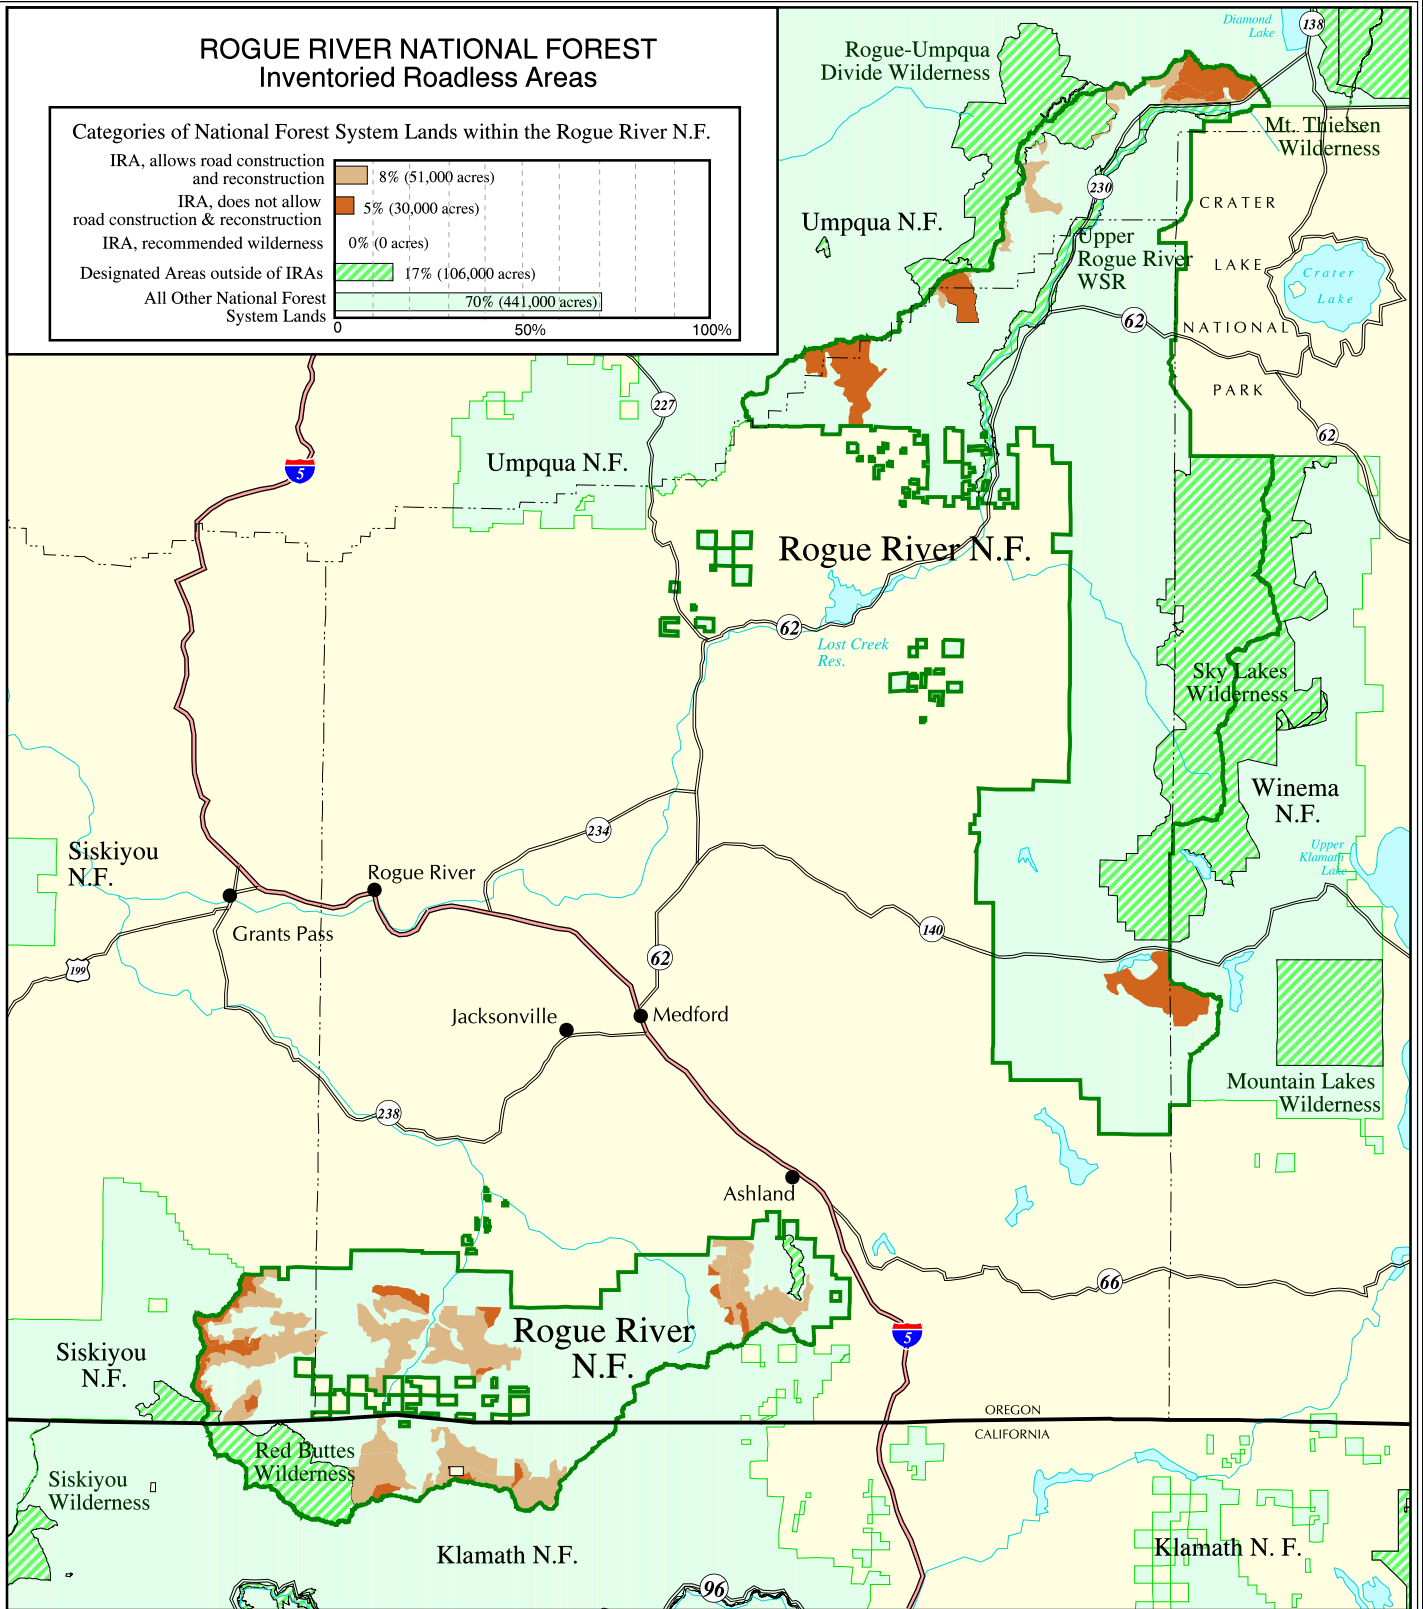 ROGUE RIVER NATIONAL FOREST
Inventoried Roadless Areas
Categories of National Forest System Lands within the Rogue River N.F.
IRA, allows road construction
and reconstruction
8% (51,000 acres)
IRA, does not allow
road construction & reconstruction
5% (30,000 acres)
IRA, recommended wilderness
0% (0 acres)
Designated Areas outside of IRAs
17% (106,000 acres)
All Other National Forest
System Lands
70% (441,000 acres)
0
50%
100%
Diamond
Lake
138
Rogue-Umpqua
Divide Wilderness
Mt. Thielsen
Wilderness
230
CRATER
Umpqua N.F.
Upper
Rogue River
WSR
LAKE
Crater
Lake
62
NATIONAL
PARK
227
62
5
Umpqua N.F.
Rogue River N.F.
62
Lost Creek
Res.
Sky Lakes
Wilderness
Winema
N.F.
234
Upper
Klamath
Lake
Siskiyou
N.F.
Rogue River
Grants Pass
140
199
62
Jacksonville
Medford
Mountain Lakes
Wilderness
238
Ashland
66
Rogue River
N.F.
5
Siskiyou
N.F.
OREGON
CALIFORNIA
Red Buttes
Wilderness
Siskiyou
Wilderness
Klamath N.F.
Klamath N. F.
96